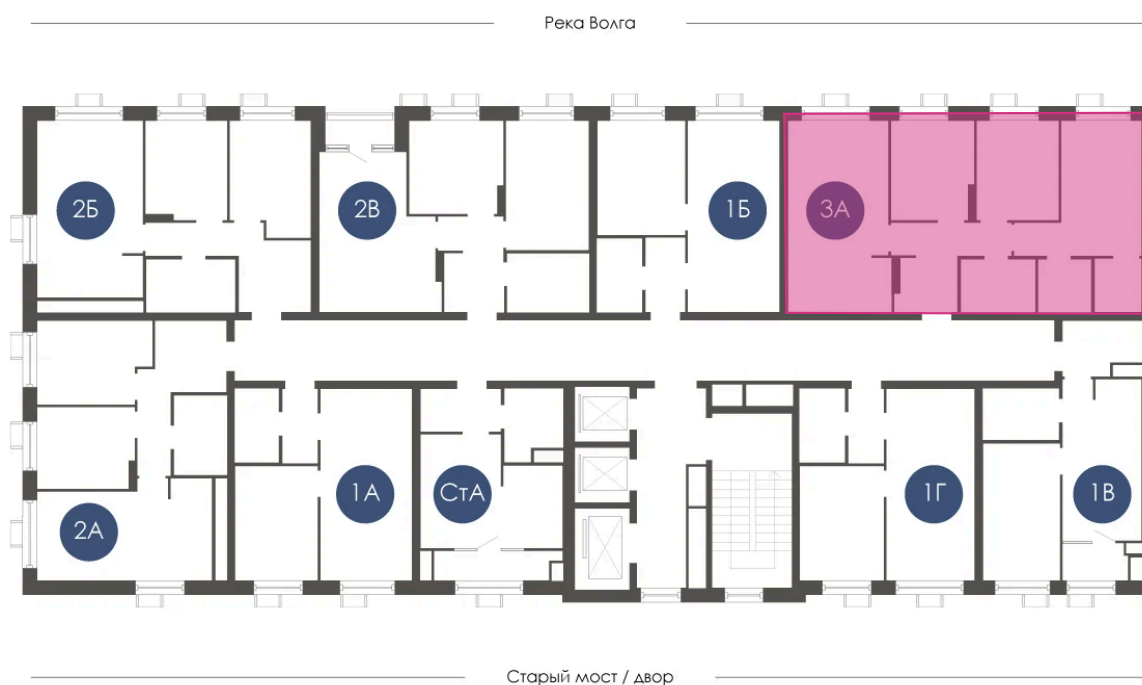 Река Волга
2Б
2В
1Б
3А
2А
1А
СтА
1Г
1В
Старый мост / двор